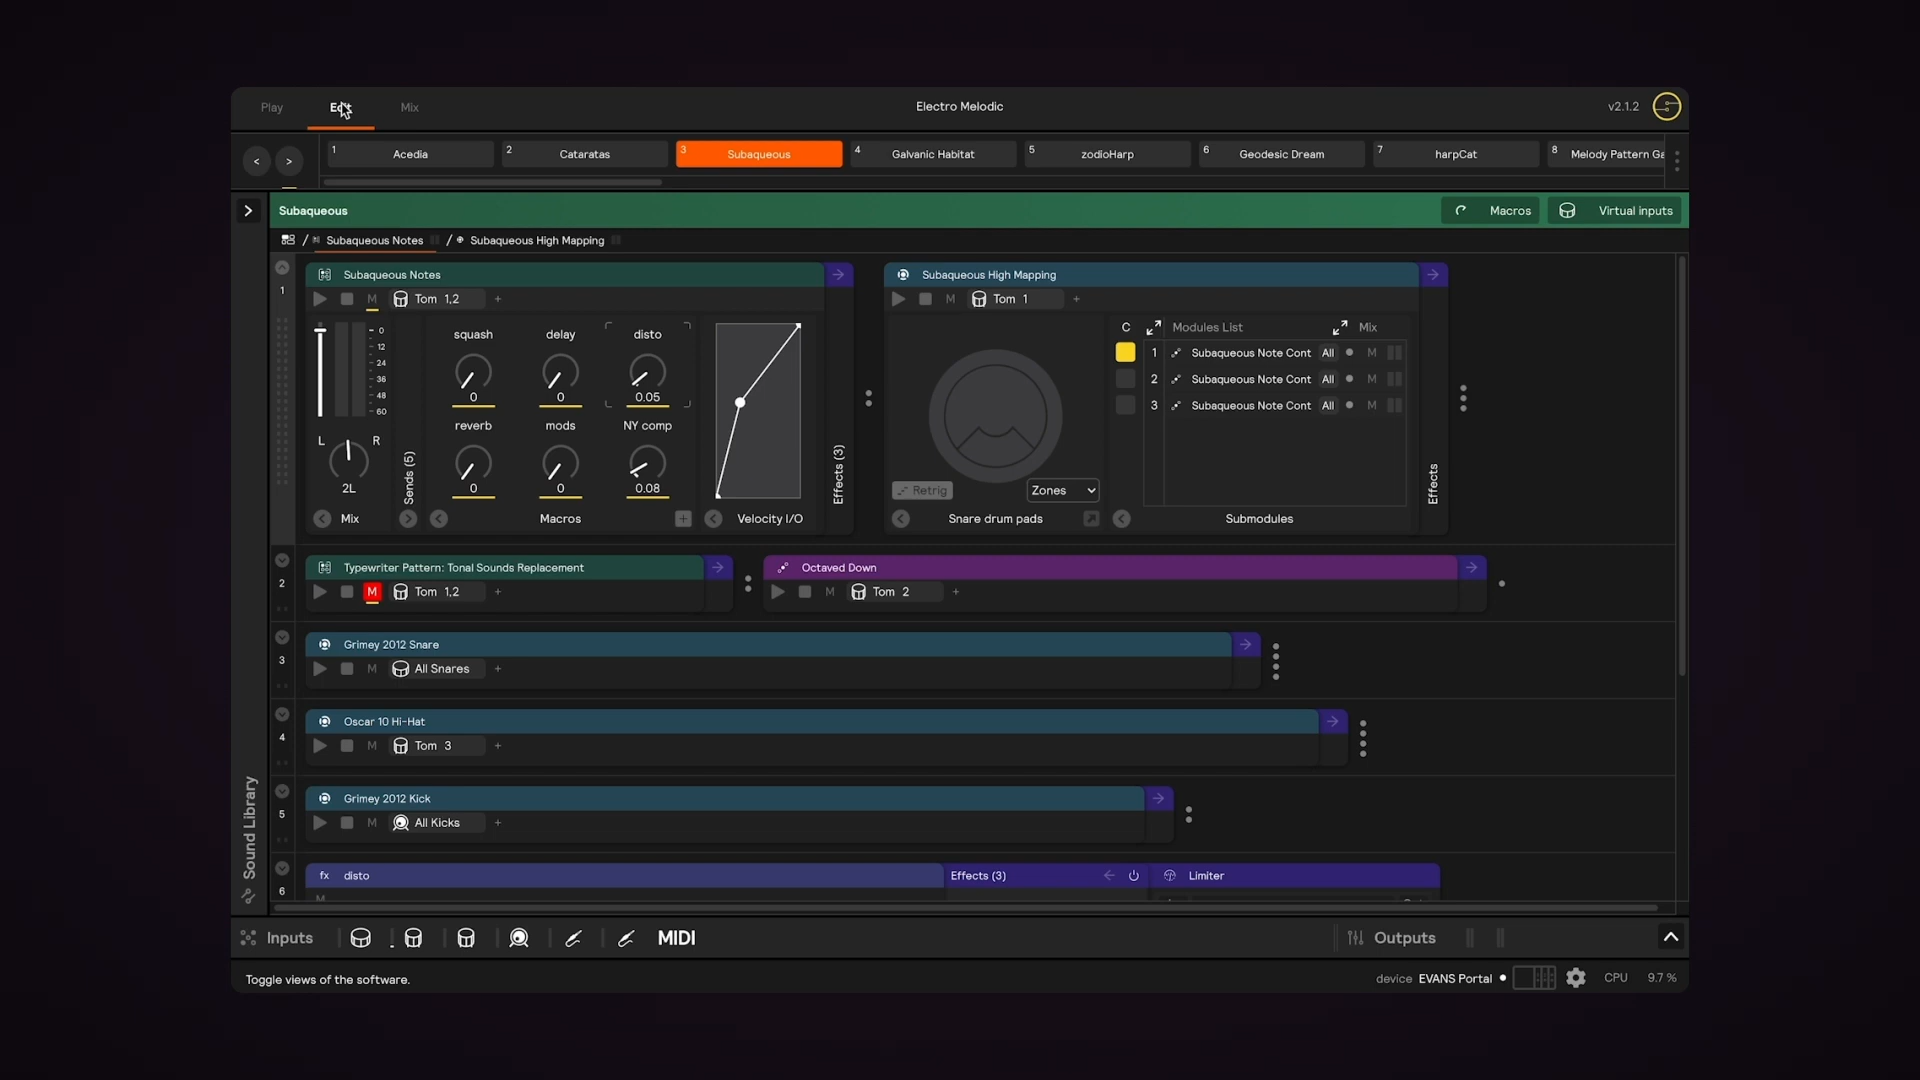 Play Edit Mix Electro Melodic v2.1.2
< > 1 Acedia 2 Cataratas 3 Subaqueous 4 Galvanic Habitat 5 zodioHarp 6 Geodesic Dream 7 harpCat 8 Melody Pattern Ga
Subaqueous Macros Virtual inputs
/ Subaqueous Notes / Subaqueous High Mapping
1 Subaqueous Notes Subaqueous High Mapping
M Tom 1,2 + M Tom 1 +
squash delay disto C Modules List Mix
0 12 24 36 48 60
0 0 0.05
1 Subaqueous Note Cont All M
2 Subaqueous Note Cont All M
3 Subaqueous Note Cont All M
reverb mods NY comp
L R
2L 0 0 0.08
Sends (5) Effects (3) Effects
Retrig Zones
Mix Macros + Velocity I/O Snare drum pads Submodules
2 Typewriter Pattern: Tonal Sounds Replacement Octaved Down
M Tom 1,2 + M Tom 2 +
3 Grimey 2012 Snare
M All Snares +
4 Oscar 10 Hi-Hat
M Tom 3 +
5 Grimey 2012 Kick
M All Kicks +
6 fx disto Effects (3) Limiter
M
Sound Library
Inputs MIDI Outputs
Toggle views of the software. device EVANS Portal CPU 9.7 %